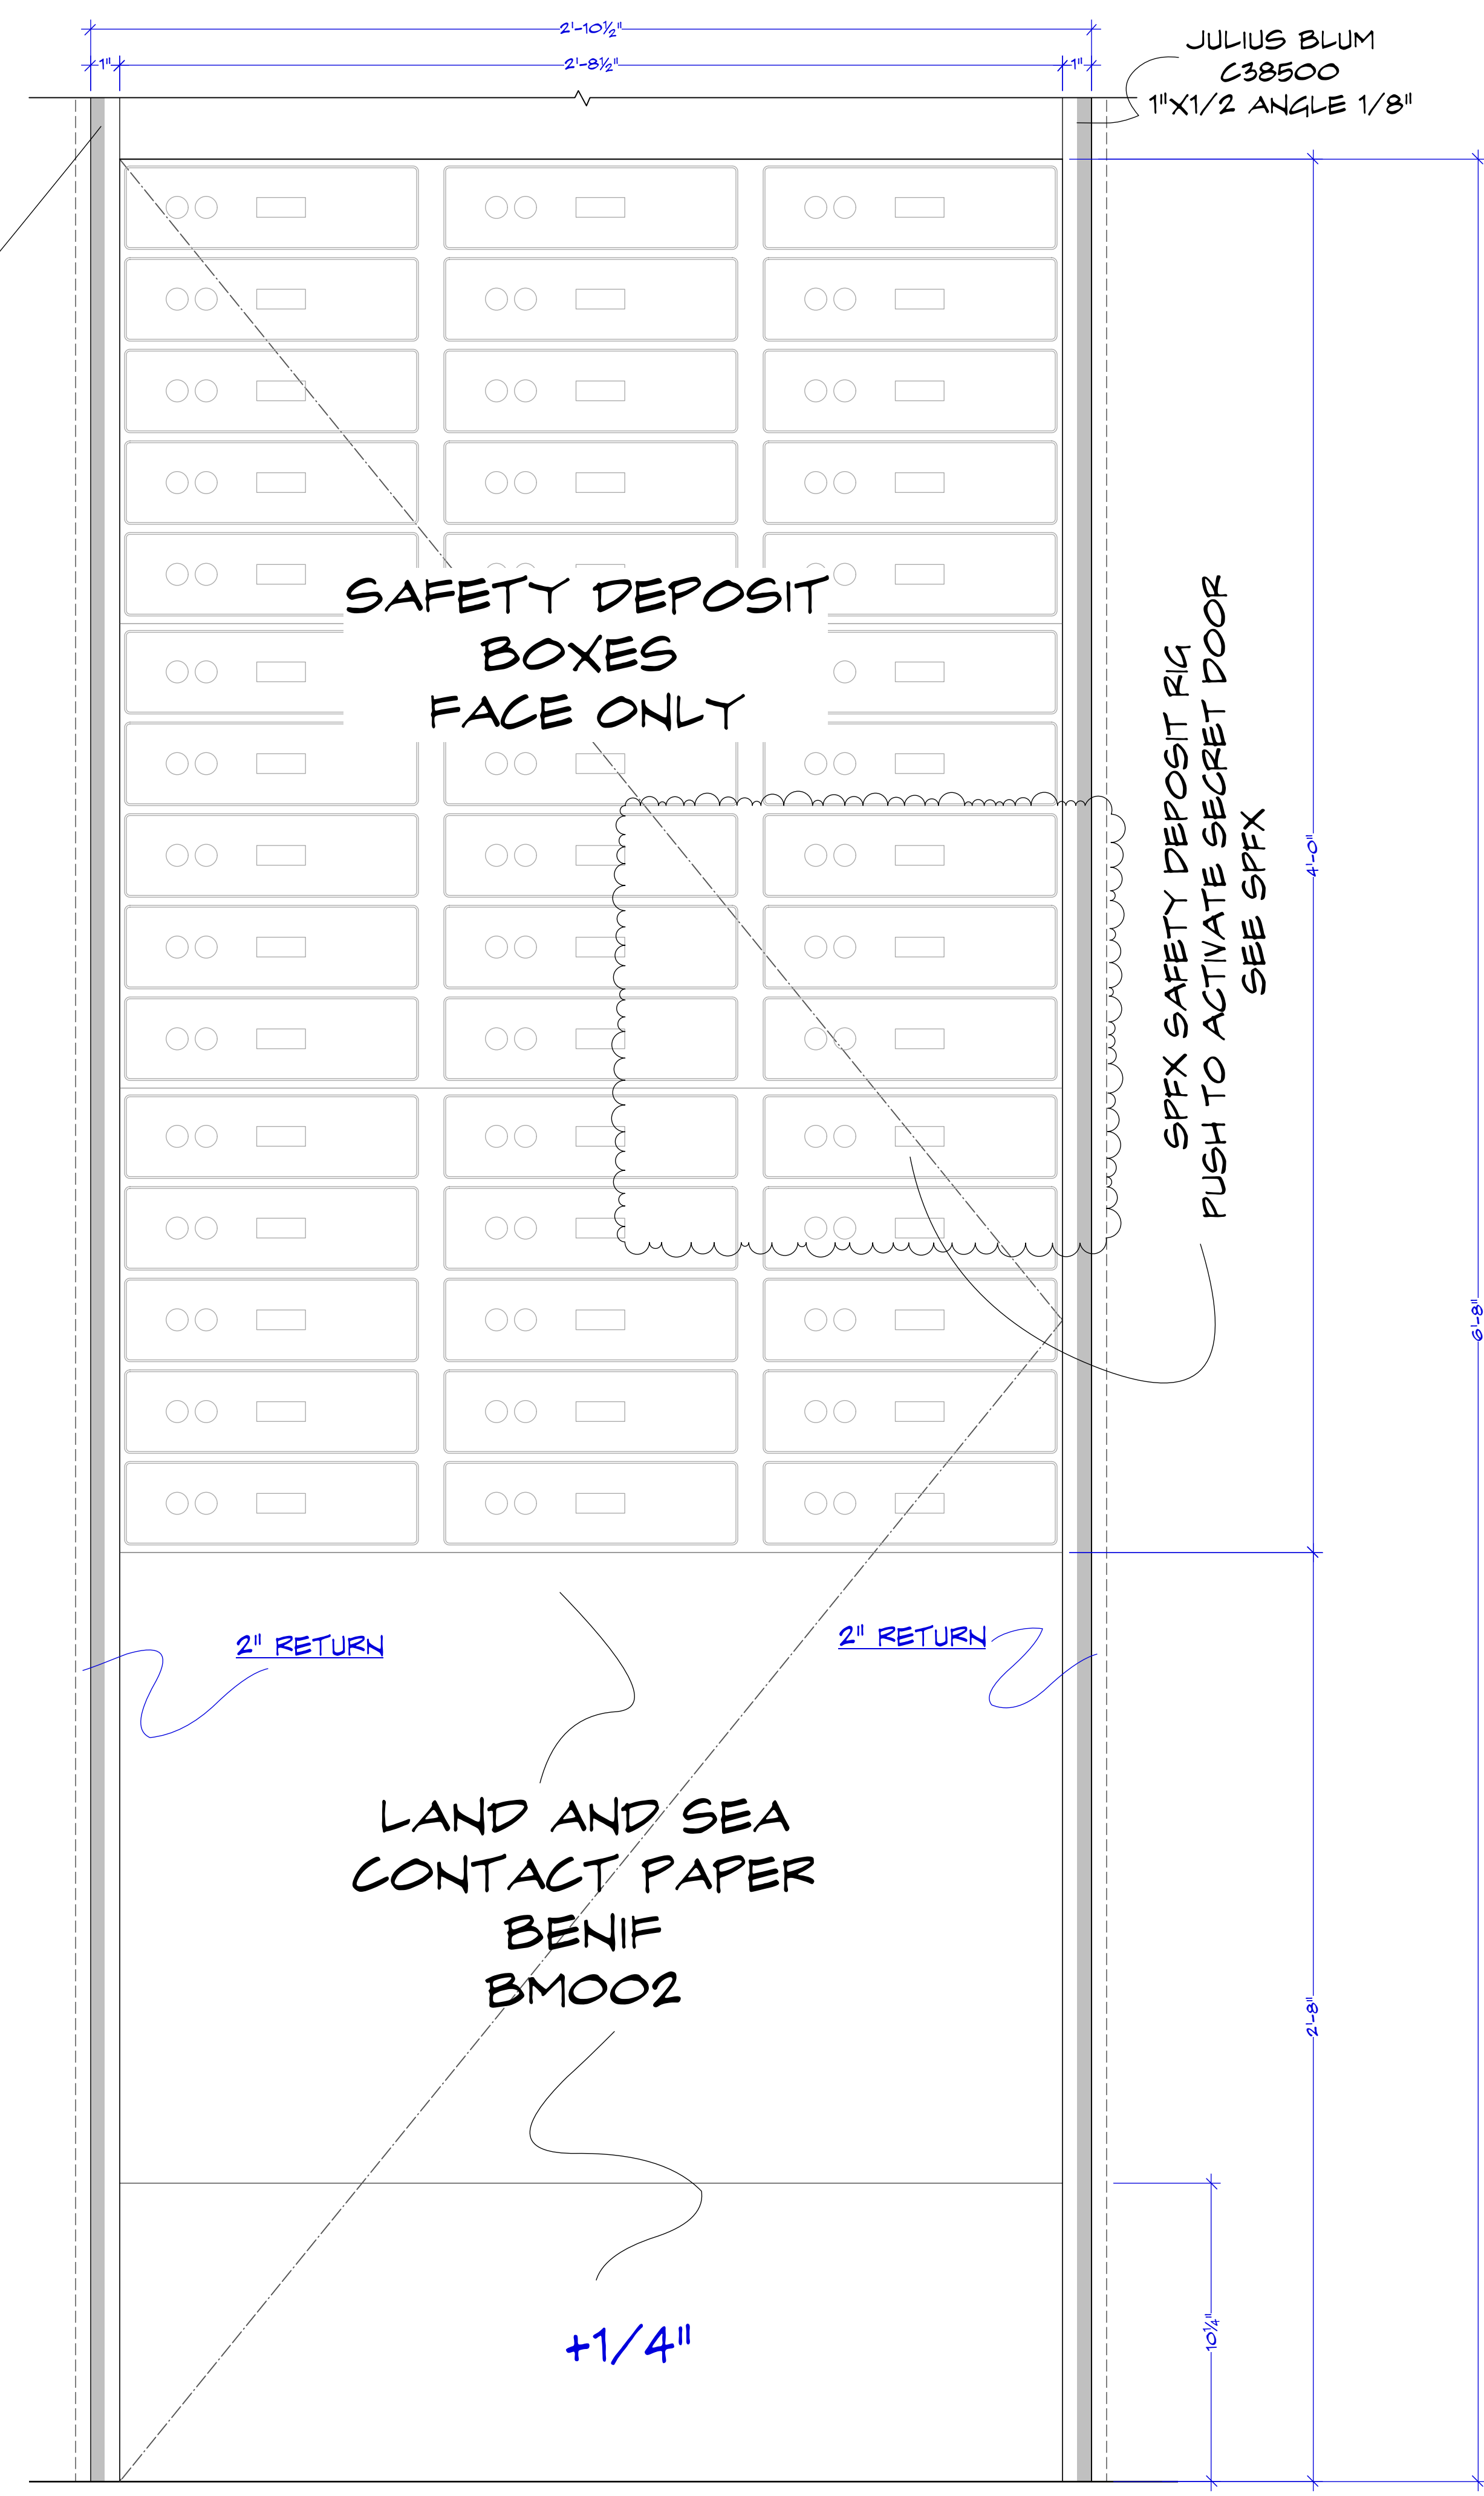 2'-10½"
1"
2'-8½"
1"
JULIUS BLUM
C38500
1"X1/2 ANGLE 1/8"
SAFETY DEPOSIT
BOXES
FACE ONLY
SPFX SAFETY DEPOSIT RIG
PUSH TO ACTIVATE SECRET DOOR
SEE SPFX
4'-0"
6'-8"
2" RETURN
2" RETURN
LAND AND SEA
CONTACT PAPER
BENIF
BM002
2'-8"
10¼"
+1/4"